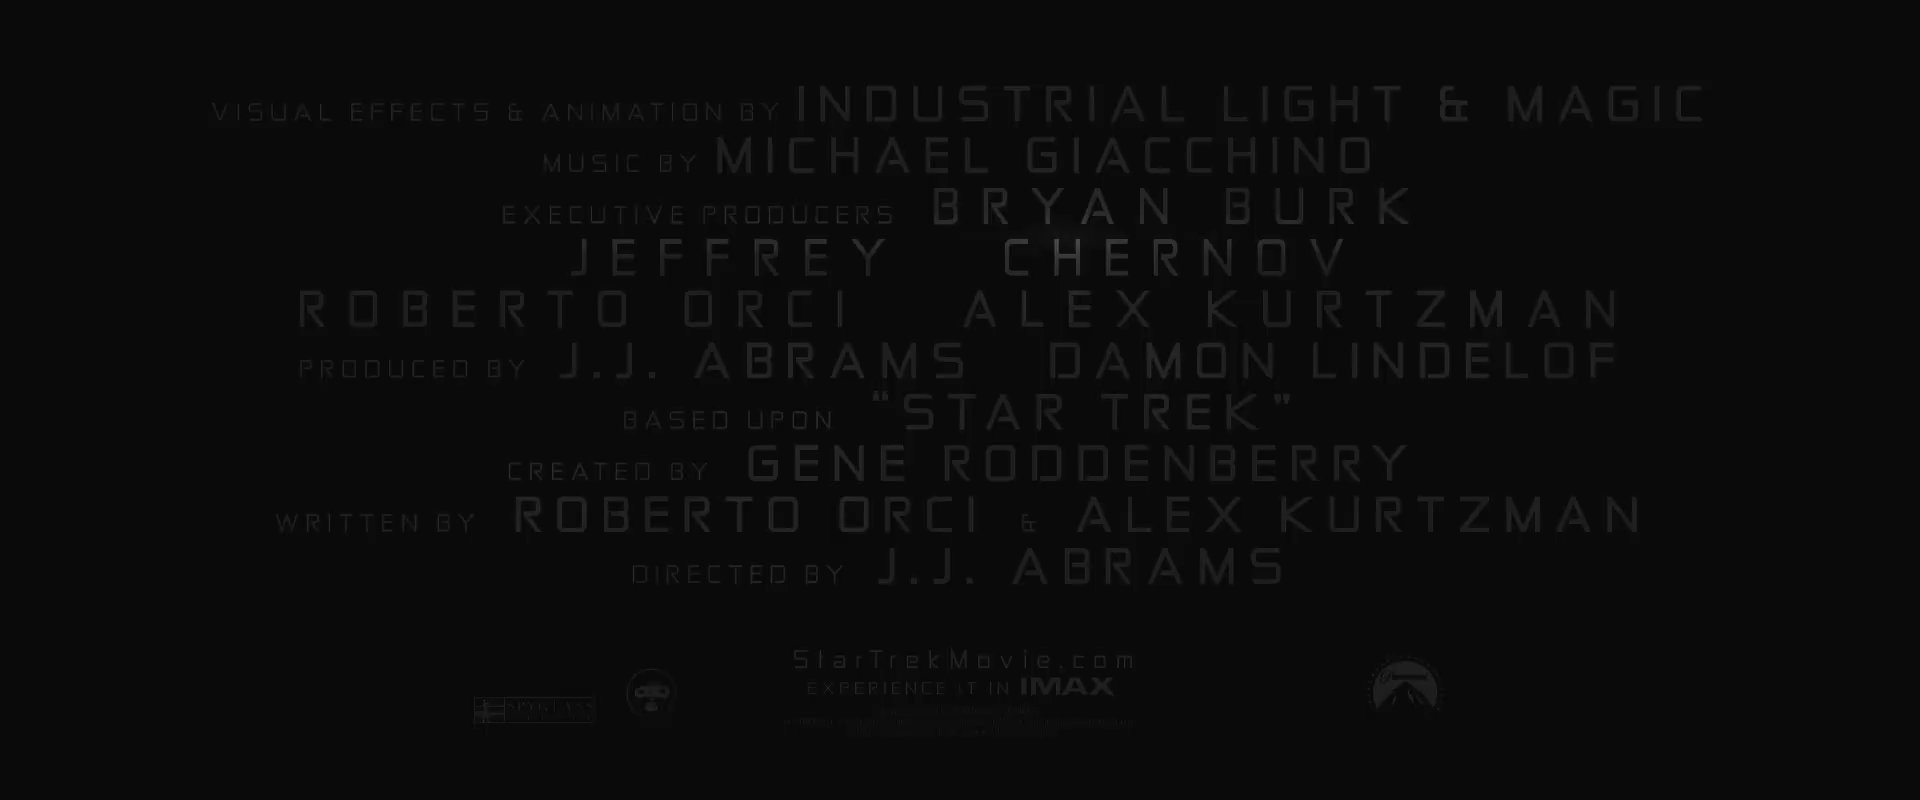 VISUAL EFFECTS & ANIMATION BY INDUSTRIAL LIGHT & MAGIC
MUSIC BY MICHAEL GIACCHINO
EXECUTIVE PRODUCERS BRYAN BURK
JEFFREY CHERNOV
ROBERTO ORCI ALEX KURTZMAN
PRODUCED BY J.J. ABRAMS DAMON LINDELOF
BASED UPON "STAR TREK"
CREATED BY GENE RODDENBERRY
WRITTEN BY ROBERTO ORCI & ALEX KURTZMAN
DIRECTED BY J.J. ABRAMS
StarTrekMovie.com
EXPERIENCE IT IN IMAX
SPYGLASS